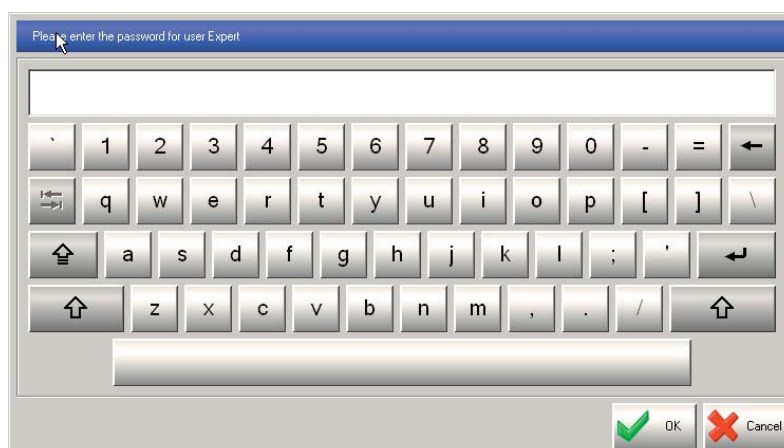 Please enter the password for user Expert
` 1 2 3 4 5 6 7 8 9 0 - =
q w e r t y u i o p [ ] \
a s d f g h j k l ; '
z x c v b n m , . /
OK Cancel